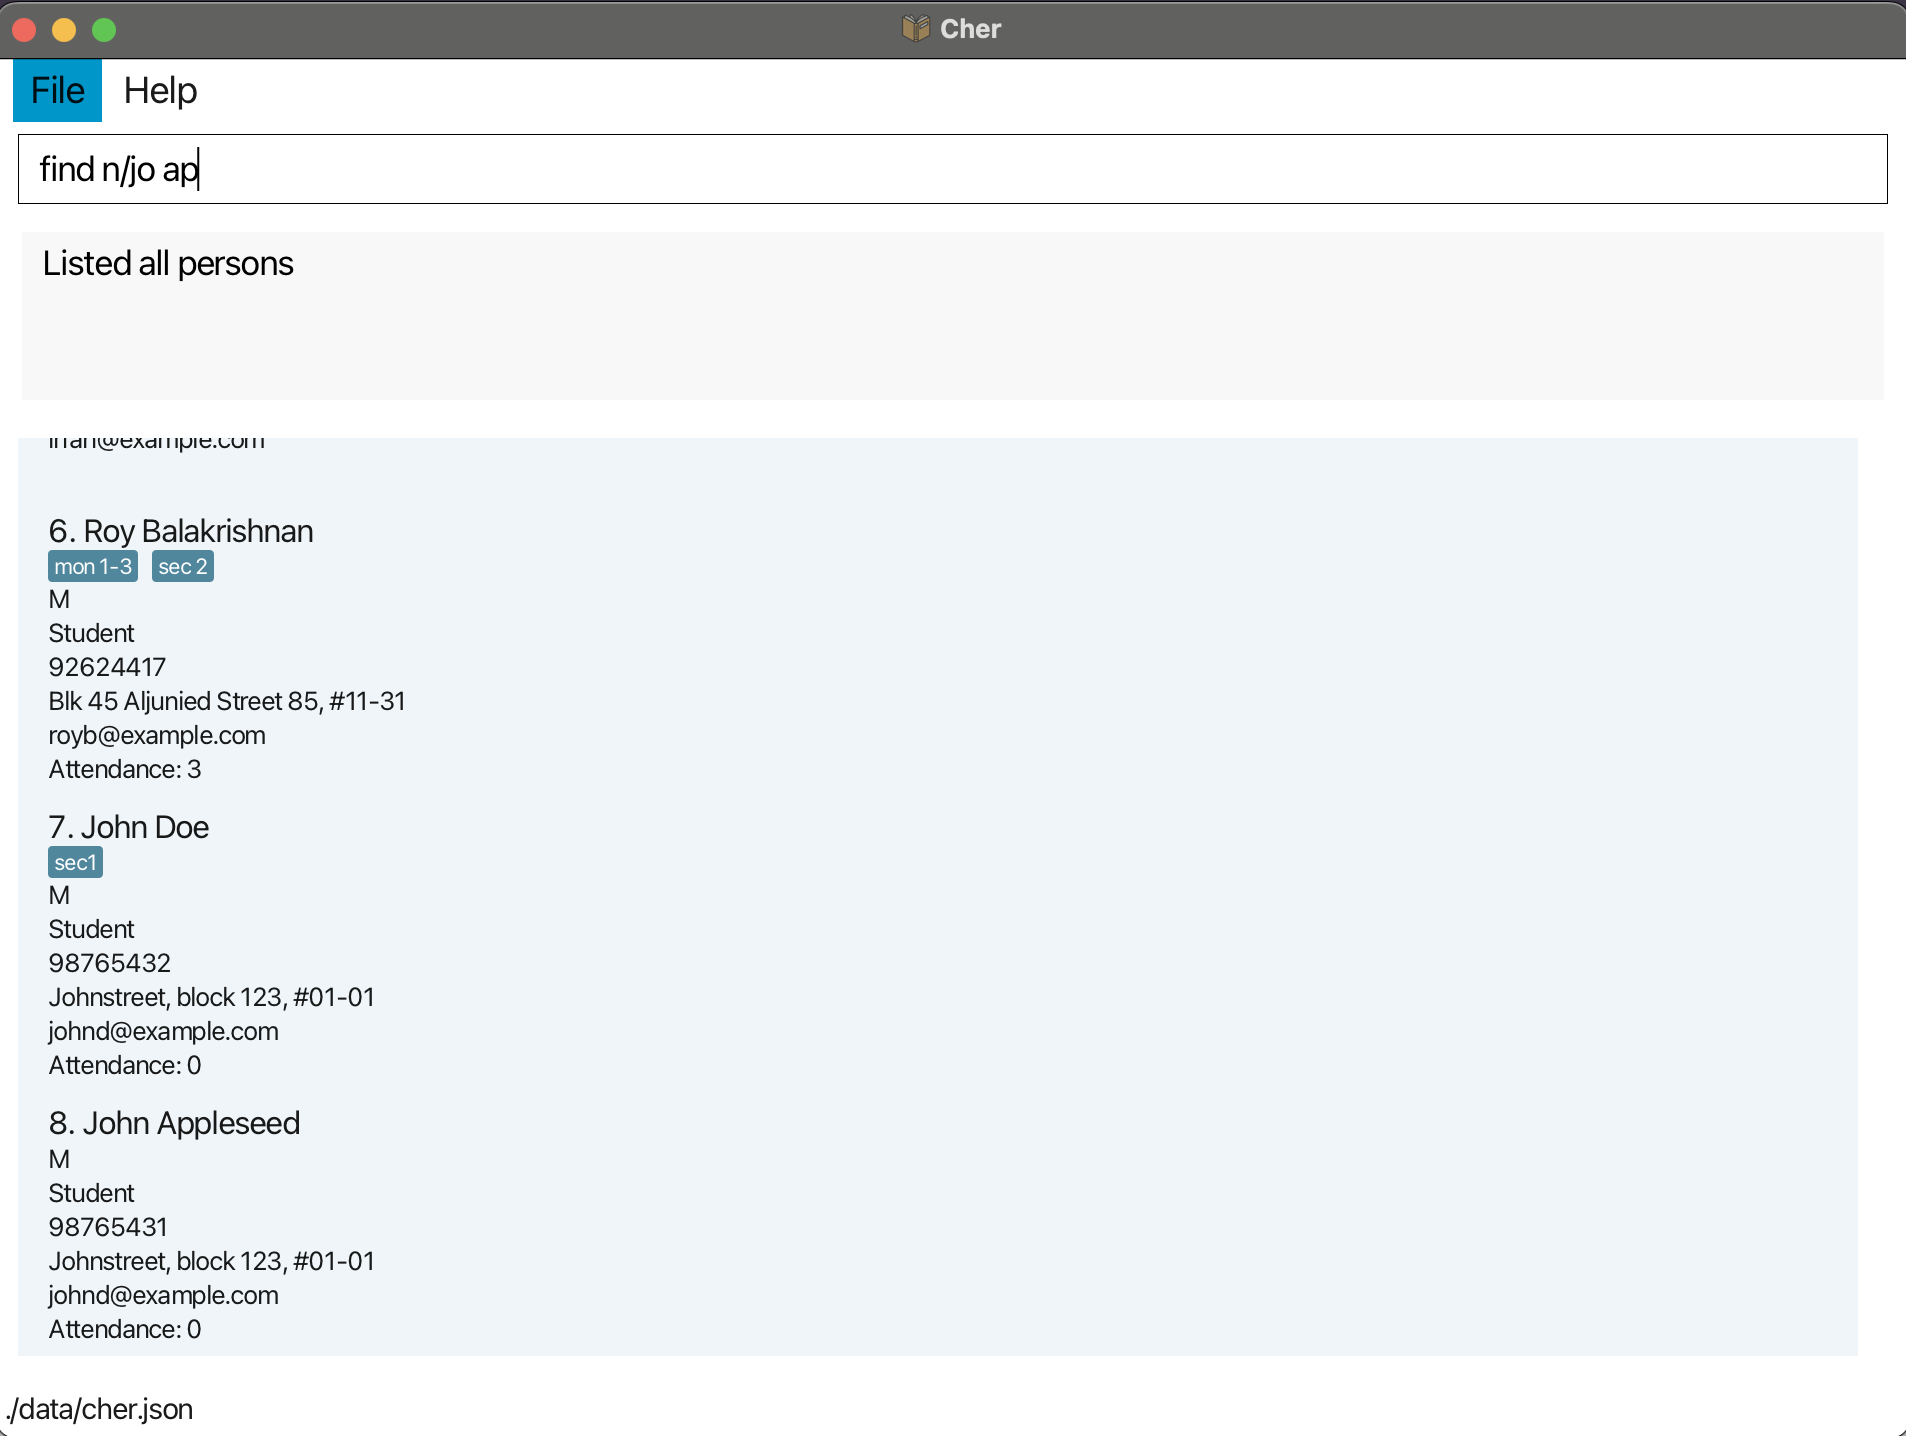 Cher
File Help
find n/jo ap
Listed all persons
irfan@example.com
6. Roy Balakrishnan
mon 1-3 sec 2
M
Student
92624417
Blk 45 Aljunied Street 85, #11-31
royb@example.com
Attendance: 3
7. John Doe
sec1
M
Student
98765432
Johnstreet, block 123, #01-01
johnd@example.com
Attendance: 0
8. John Appleseed
M
Student
98765431
Johnstreet, block 123, #01-01
johnd@example.com
Attendance: 0
./data/cher.json